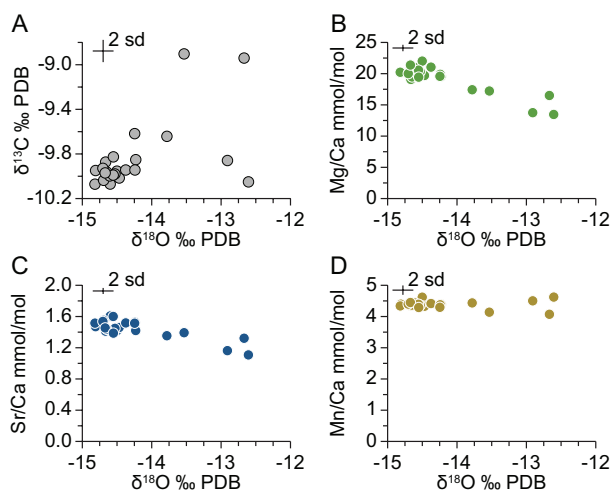 A
2 sd
-9.0
-9.4
-9.8
-10.2
δ¹³C ‰ PDB
-15 -14 -13 -12
δ¹⁸O ‰ PDB
B
2 sd
25
20
15
10
5
0
Mg/Ca mmol/mol
-15 -14 -13 -12
δ¹⁸O ‰ PDB
C
2 sd
2.0
1.6
1.2
0.8
0.4
0.0
Sr/Ca mmol/mol
-15 -14 -13 -12
δ¹⁸O ‰ PDB
D
2 sd
5
4
3
2
1
0
Mn/Ca mmol/mol
-15 -14 -13 -12
δ¹⁸O ‰ PDB